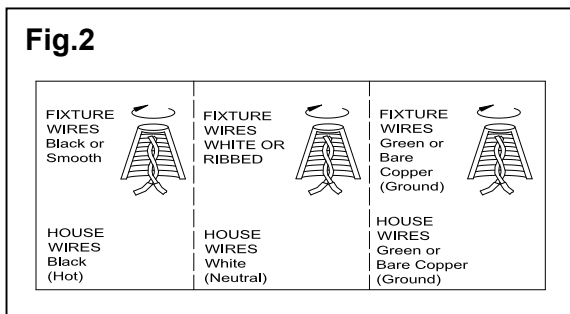 Fig.2
FIXTURE
WIRES
Black or
Smooth
HOUSE
WIRES
Black
(Hot)
FIXTURE
WIRES
WHITE OR
RIBBED
HOUSE
WIRES
White
(Neutral)
FIXTURE
WIRES
Green or
Bare
Copper
(Ground)
HOUSE
WIRES
Green or
Bare Copper
(Ground)